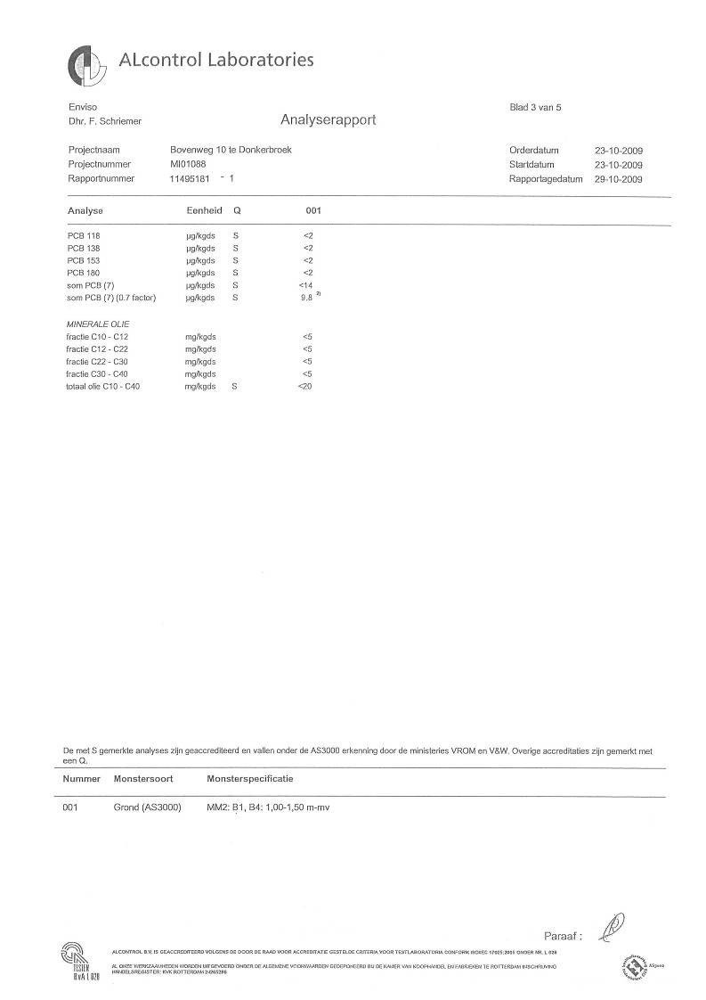 ALcontrol Laboratories
Enviso
Blad 3 van 5
Dhr. F. Schriemer
Analyserapport
Projectnaam Bovenweg 10 te Donkerbroek Orderdatum 23-10-2009
Projectnummer MI01088 Startdatum 23-10-2009
Rapportnummer 11495181 - 1 Rapportagedatum 29-10-2009
Analyse Eenheid Q 001
PCB 118 µg/kgds S <2
PCB 138 µg/kgds S <2
PCB 153 µg/kgds S <2
PCB 180 µg/kgds S <2
som PCB (7) µg/kgds S <14
som PCB (7) (0.7 factor) µg/kgds S 9.8 2)
MINERALE OLIE
fractie C10 - C12 mg/kgds <5
fractie C12 - C22 mg/kgds <5
fractie C22 - C30 mg/kgds <5
fractie C30 - C40 mg/kgds <5
totaal olie C10 - C40 mg/kgds S <20
De met S gemerkte analyses zijn geaccrediteerd en vallen onder de AS3000 erkenning door de ministeries VROM en V&W. Overige accreditaties zijn gemerkt met
een Q.
Nummer Monstersoort Monsterspecificatie
001 Grond (AS3000) MM2: B1, B4: 1,00-1,50 m-mv
Paraaf :
ALCONTROL B.V. IS GEACCREDITEERD VOLGENS DE DOOR DE RAAD VOOR ACCREDITATIE GESTELDE CRITERIA VOOR TESTLABORATORIA CONFORM ISO/IEC 17025:2005 ONDER NR. L 028
AL ONZE WERKZAAMHEDEN WORDEN UITGEVOERD ONDER DE ALGEMENE VOORWAARDEN GEDEPONEERD BIJ DE KAMER VAN KOOPHANDEL EN FABRIEKEN TE ROTTERDAM INSCHRIJVING
HANDELSREGISTER: KVK ROTTERDAM 24265286
TESTEN
RvA L 028